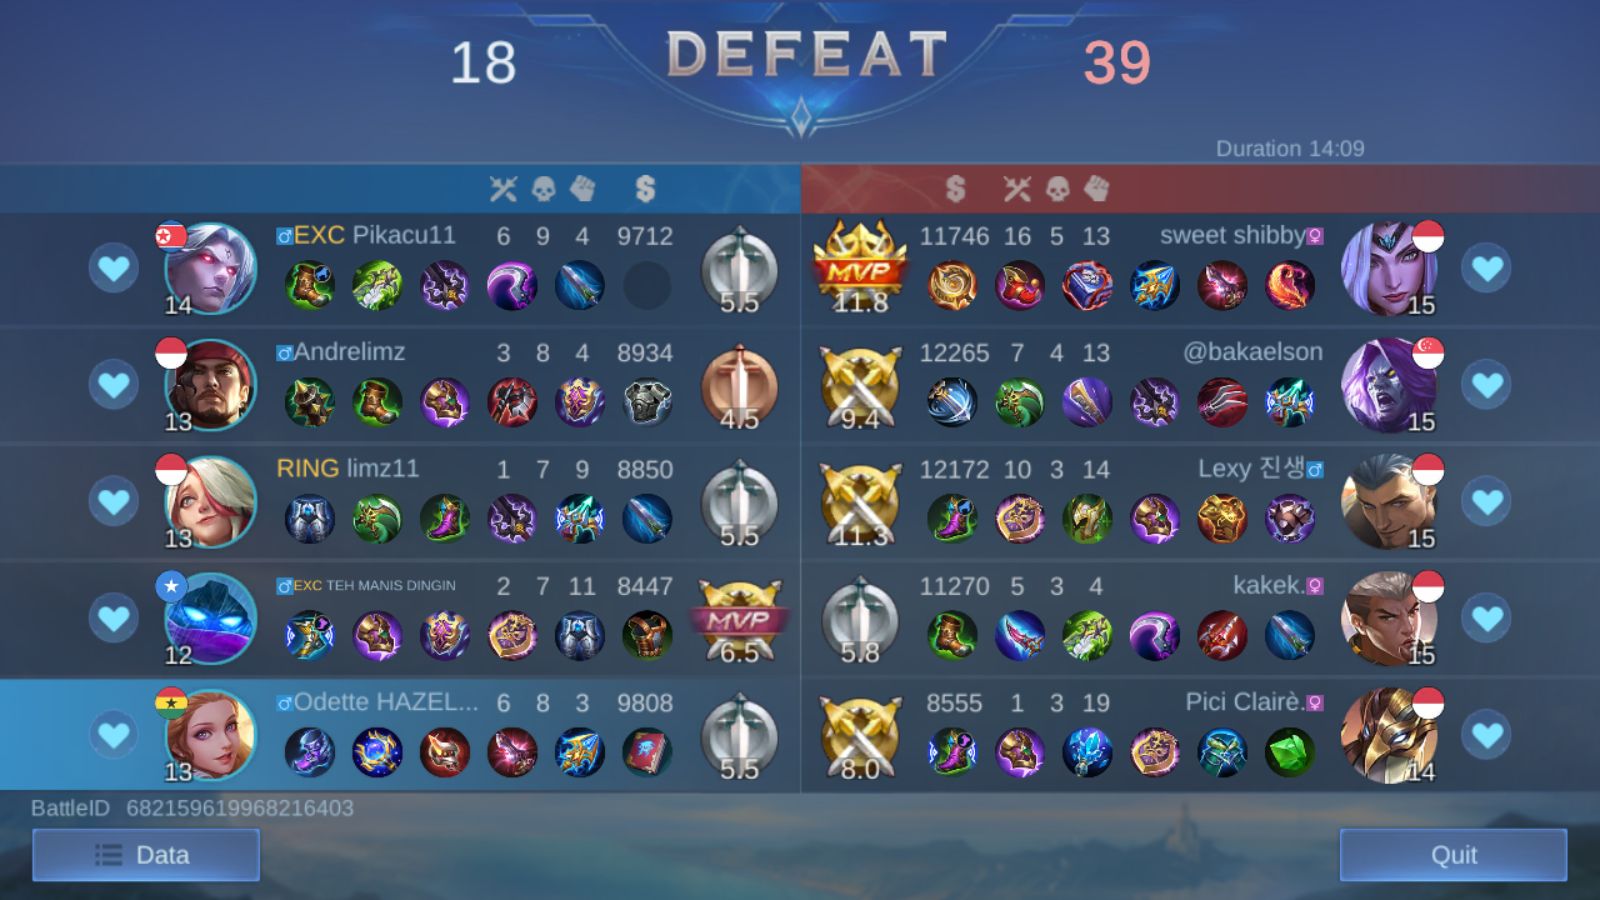 18 DEFEAT 39
Duration 14:09
EXC Pikacu11 6 9 4 9712
14 5.5
MVP 11746 16 5 13 sweet shibby
11.8 15
Andrelimz 3 8 4 8934
13 4.5
12265 7 4 13 @bakaelson
9.4 15
RING limz11 1 7 9 8850
13 5.5
12172 10 3 14 Lexy 진생
11.3 15
EXC TEH MANIS DINGIN 2 7 11 8447
12 MVP 6.5
11270 5 3 4 kakek.
5.8 15
Odette HAZEL... 6 8 3 9808
13 5.5
8555 1 3 19 Pici Clairè.
8.0 14
BattleID 682159619968216403
Data
Quit